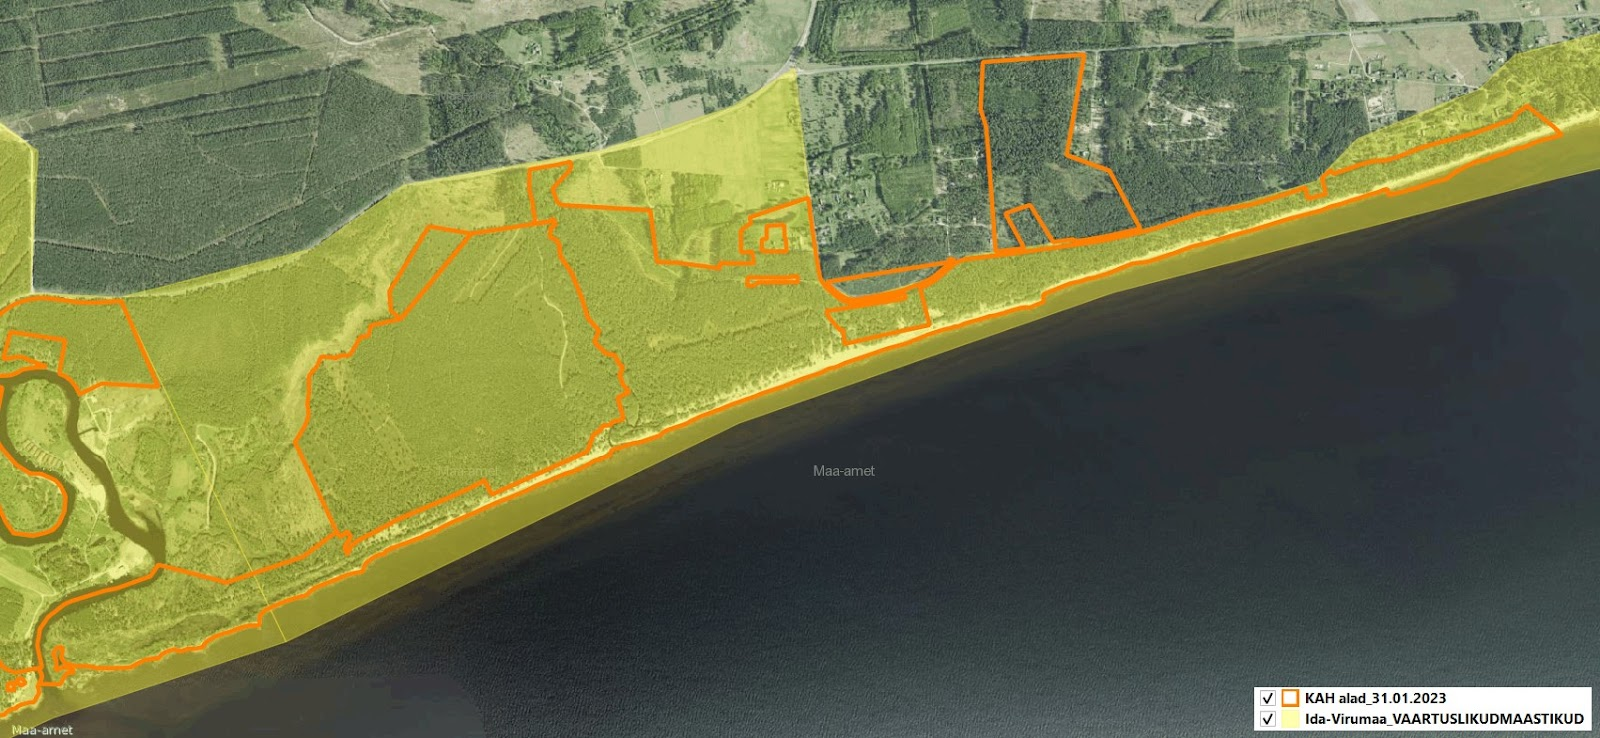 Maa-amet
Maa-amet
KAH alad_31.01.2023
Ida-Virumaa_VAARTUSLIKUDMAASTIKUD
Maa-amet